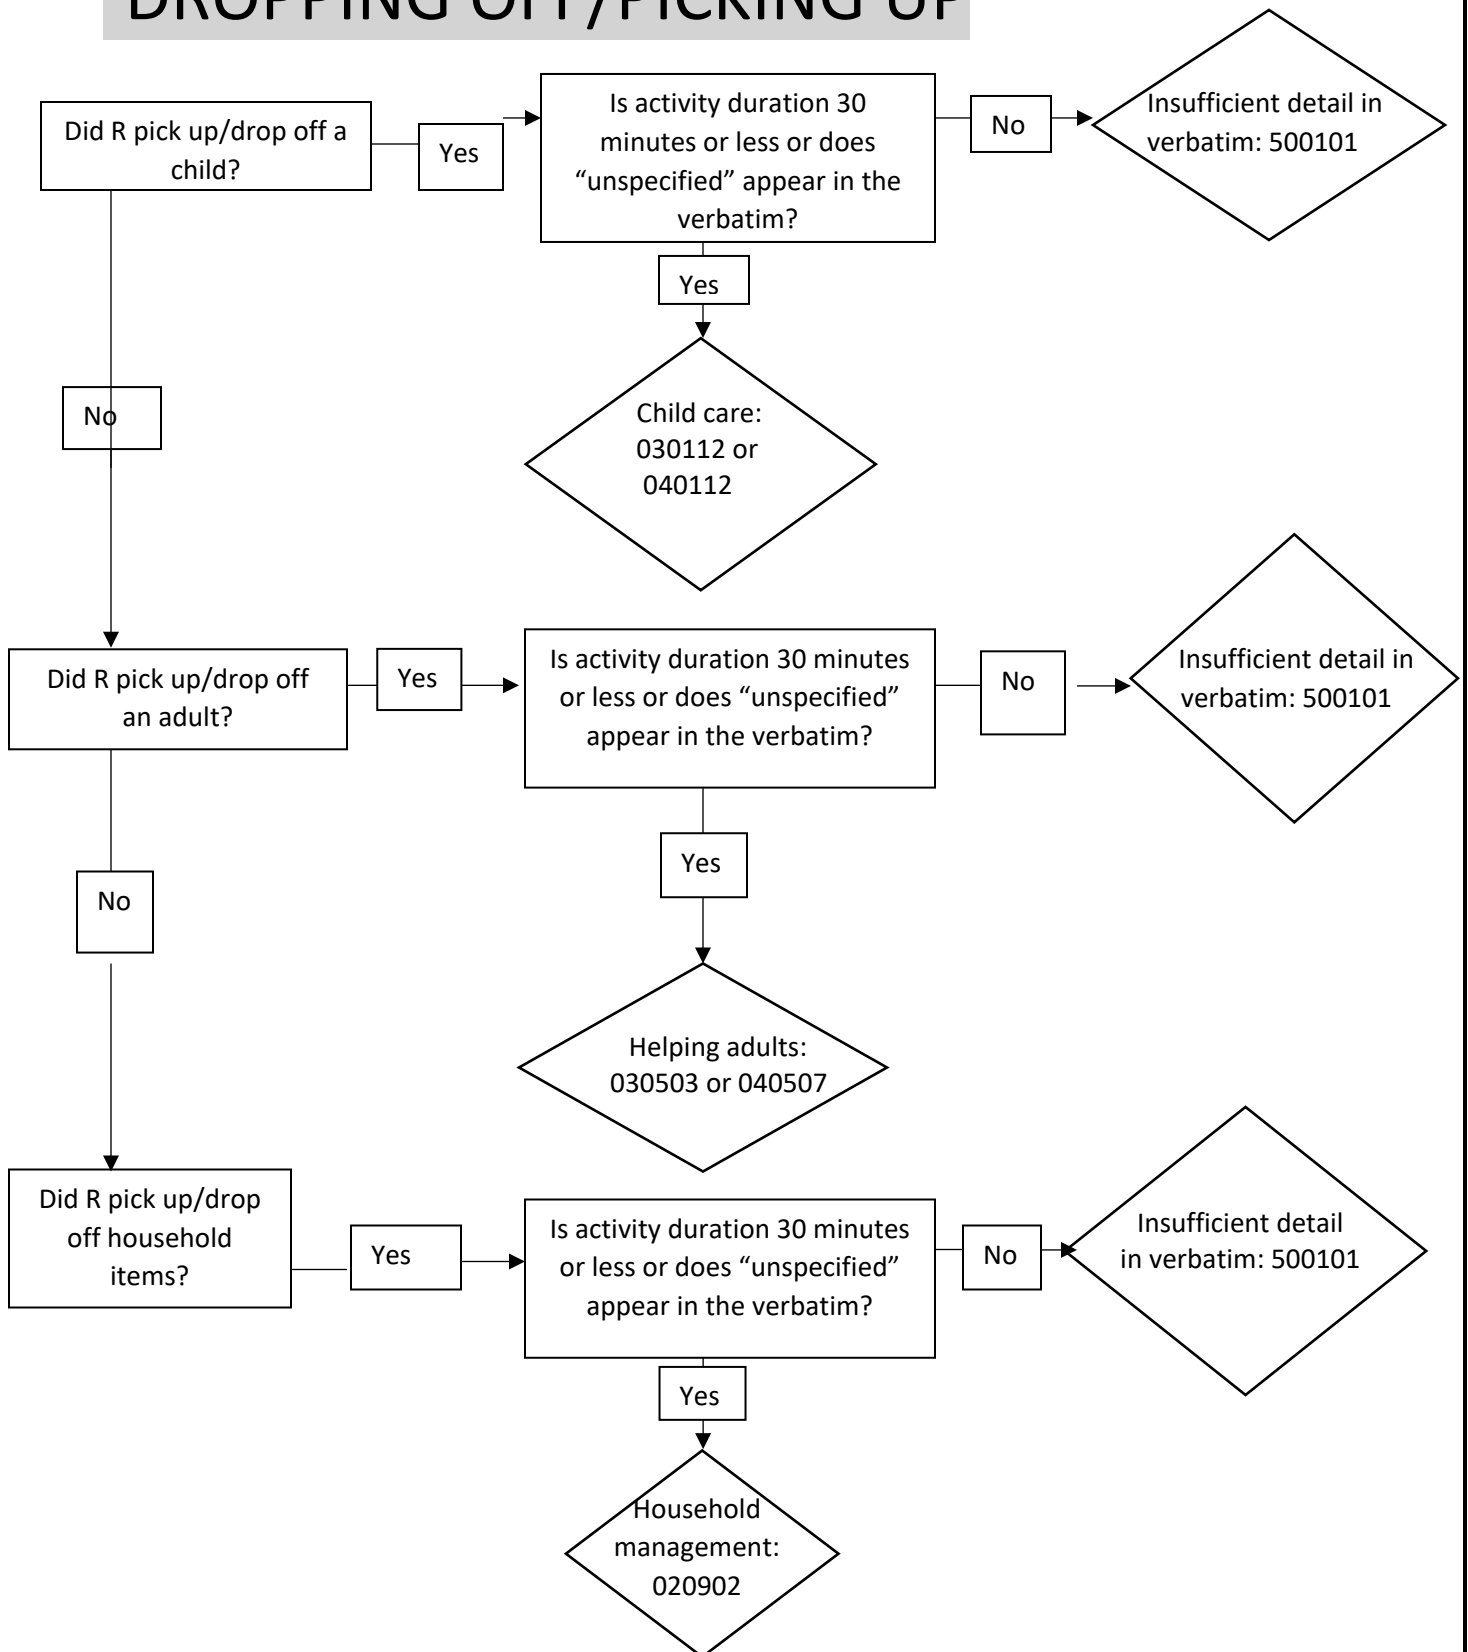 DROPPING OFF/PICKING UP
Did R pick up/drop off a
child?
Yes
Is activity duration 30
minutes or less or does
“unspecified” appear in the
verbatim?
No
Insufficient detail in
verbatim: 500101
Yes
Child care:
030112 or
040112
No
Did R pick up/drop off
an adult?
Yes
Is activity duration 30 minutes
or less or does “unspecified”
appear in the verbatim?
No
Insufficient detail in
verbatim: 500101
Yes
Helping adults:
030503 or 040507
No
Did R pick up/drop
off household
items?
Yes
Is activity duration 30 minutes
or less or does “unspecified”
appear in the verbatim?
No
Insufficient detail
in verbatim: 500101
Yes
Household
management:
020902